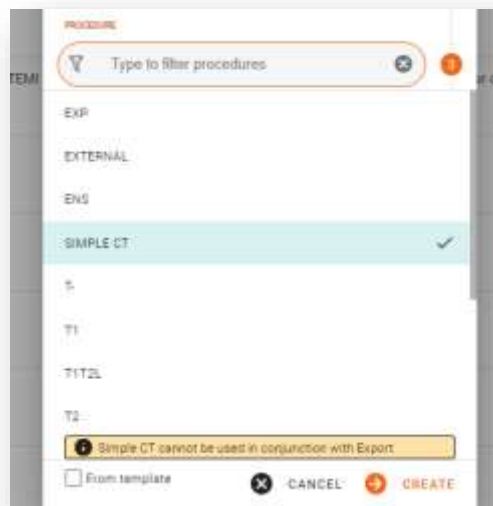 PROCEDURE
Type to filter procedures
TEMI
EXP
EXTERNAL
ENS
SIMPLE CT
T1
T1T2L
T2
Simple CT cannot be used in conjunction with Export
From template
CANCEL
CREATE